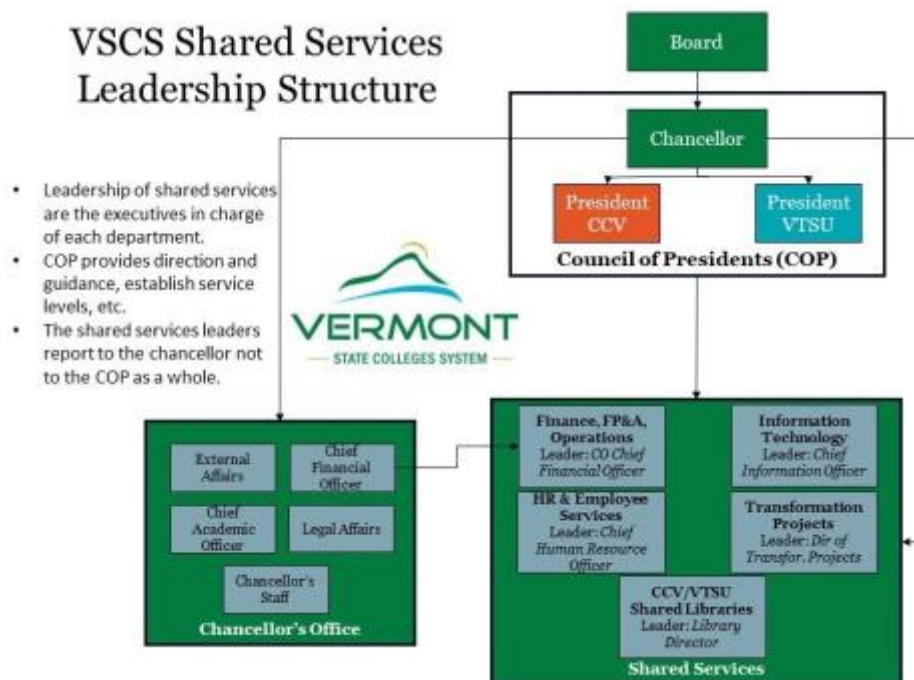 VSCS Shared Services
Leadership Structure
• Leadership of shared services
are the executives in charge
of each department.
• COP provides direction and
guidance, establish service
levels, etc.
• The shared services leaders
report to the chancellor not
to the COP as a whole.
VERMONT
STATE COLLEGES SYSTEM
Board
Chancellor
President
CCV
President
VTSU
Council of Presidents (COP)
External
Affairs
Chief
Financial
Officer
Chief
Academic
Officer
Legal Affairs
Chancellor's
Staff
Chancellor's Office
Finance, FP&A,
Operations
Leader: CO Chief
Financial Officer
Information
Technology
Leader: Chief
Information Officer
HR & Employee
Services
Leader: Chief
Human Resource
Officer
Transformation
Projects
Leader: Dir of
Transfor. Projects
CCV/VTSU
Shared Libraries
Leader: Library
Director
Shared Services